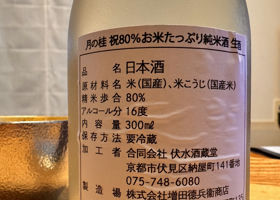 月の桂 祝80%お米たっぷり純米酒 生酒
品名 日本酒
原材料名 米(国産)、米こうじ(国産米)
精米歩合 80%
アルコール分 16度
内容量 300mℓ
保存方法 要冷蔵
加工者 合同会社 伏水酒蔵堂
京都市伏見区納屋町141番地
075-748-6080
製造場 株式会社増田德兵衞商店
135